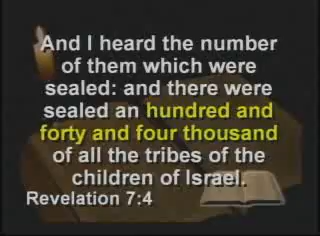 And I heard the number
of them which were
sealed: and there were
sealed an hundred and
forty and four thousand
of all the tribes of the
children of Israel.
Revelation 7:4